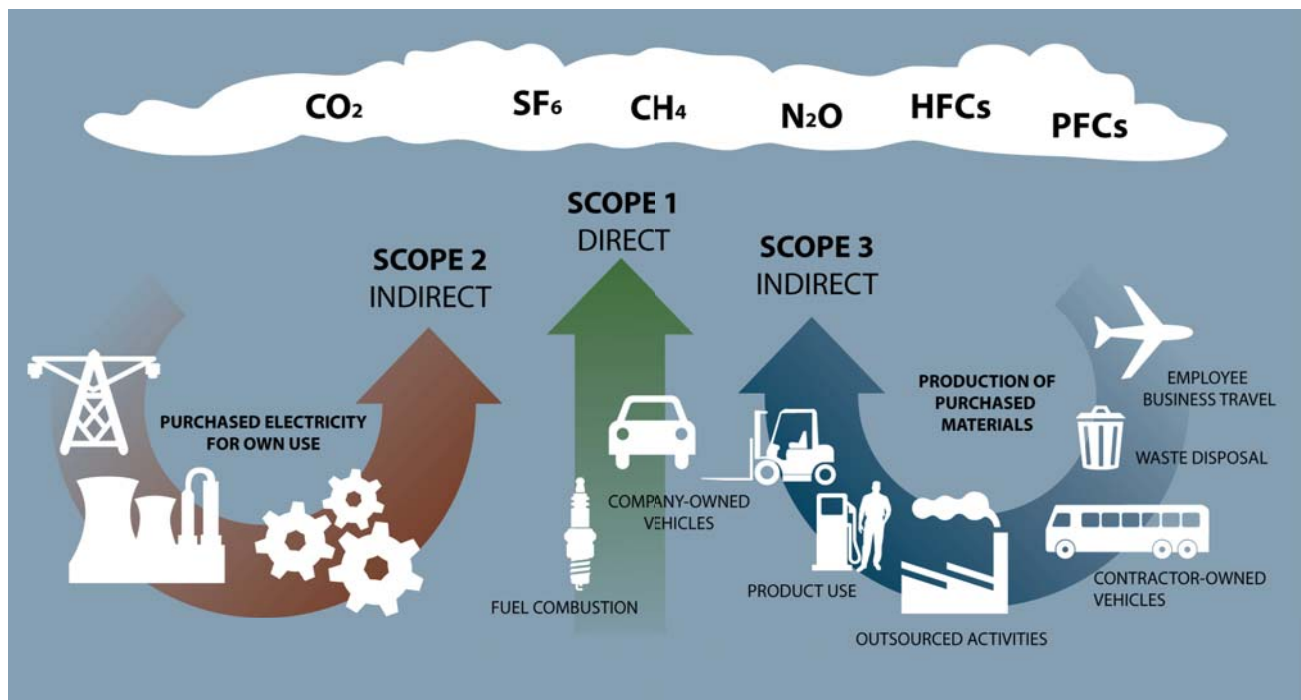 CO₂
SF₆
CH₄
N₂O
HFCs
PFCs
SCOPE 2
INDIRECT
SCOPE 1
DIRECT
SCOPE 3
INDIRECT
PURCHASED ELECTRICITY
FOR OWN USE
FUEL COMBUSTION
COMPANY-OWNED
VEHICLES
PRODUCTION OF
PURCHASED
MATERIALS
EMPLOYEE
BUSINESS TRAVEL
WASTE DISPOSAL
CONTRACTOR-OWNED
VEHICLES
PRODUCT USE
OUTSOURCED ACTIVITIES